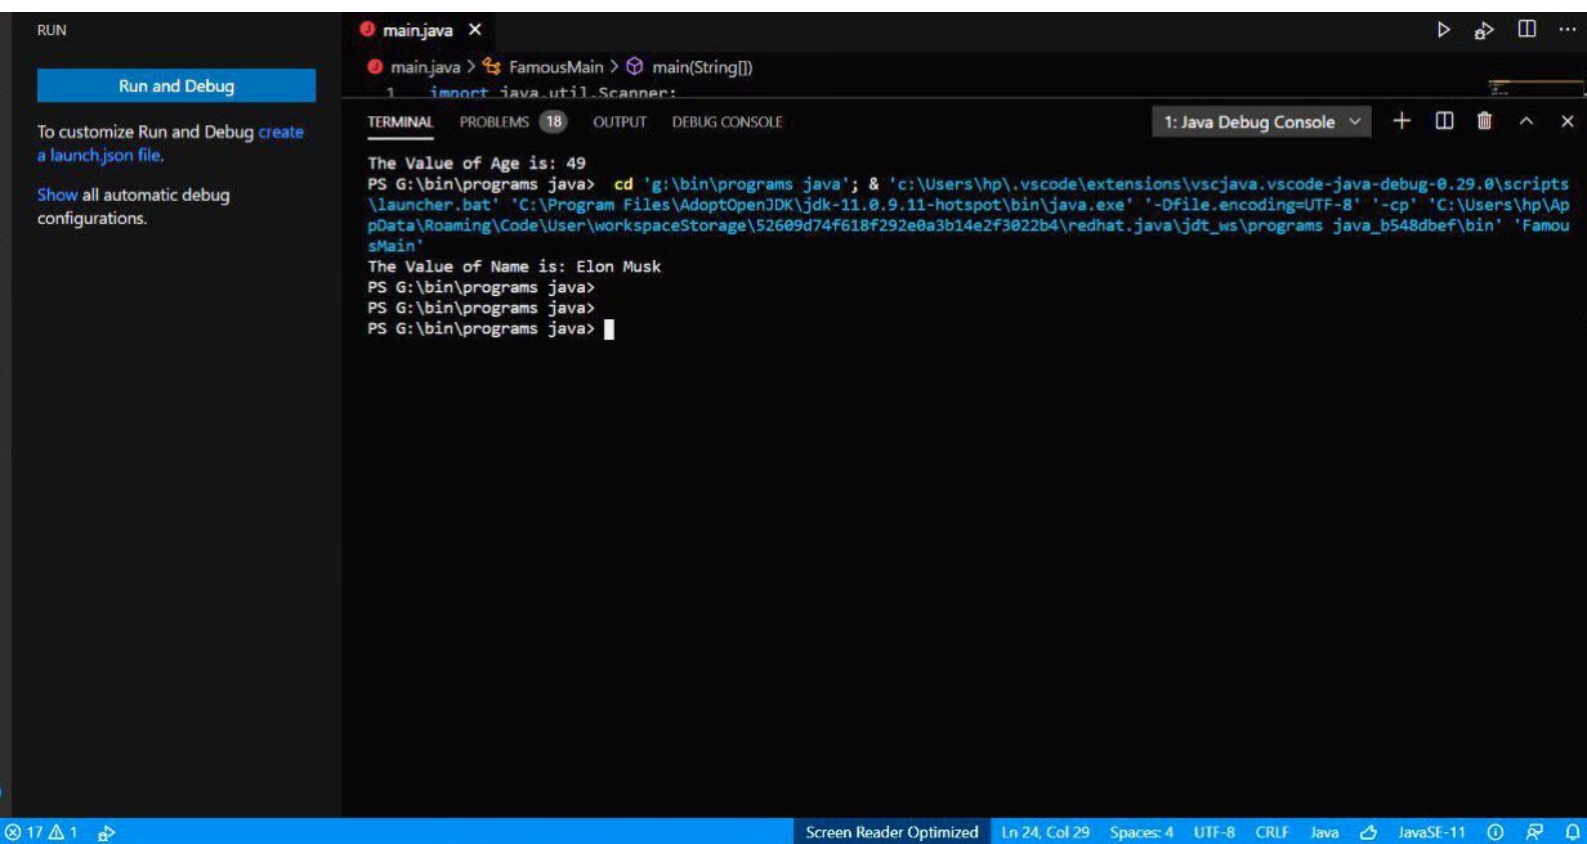 RUN
main.java
main.java > FamousMain > main(String[])
1 import java.util.Scanner;
Run and Debug
To customize Run and Debug create
a launch.json file.
Show all automatic debug
configurations.
TERMINAL PROBLEMS 18 OUTPUT DEBUG CONSOLE 1: Java Debug Console
The Value of Age is: 49
PS G:\bin\programs java> cd 'g:\bin\programs java'; & 'c:\Users\hp\.vscode\extensions\vscjava.vscode-java-debug-0.29.0\scripts
\launcher.bat' 'C:\Program Files\AdoptOpenJDK\jdk-11.0.9.11-hotspot\bin\java.exe' '-Dfile.encoding=UTF-8' '-cp' 'C:\Users\hp\Ap
pData\Roaming\Code\User\workspaceStorage\52609d74f618f292e0a3b14e2f3022b4\redhat.java\jdt_ws\programs java_b548dbef\bin' 'Famou
sMain'
The Value of Name is: Elon Musk
PS G:\bin\programs java>
PS G:\bin\programs java>
PS G:\bin\programs java>
17 1 Screen Reader Optimized Ln 24, Col 29 Spaces: 4 UTF-8 CRLF Java JavaSE-11